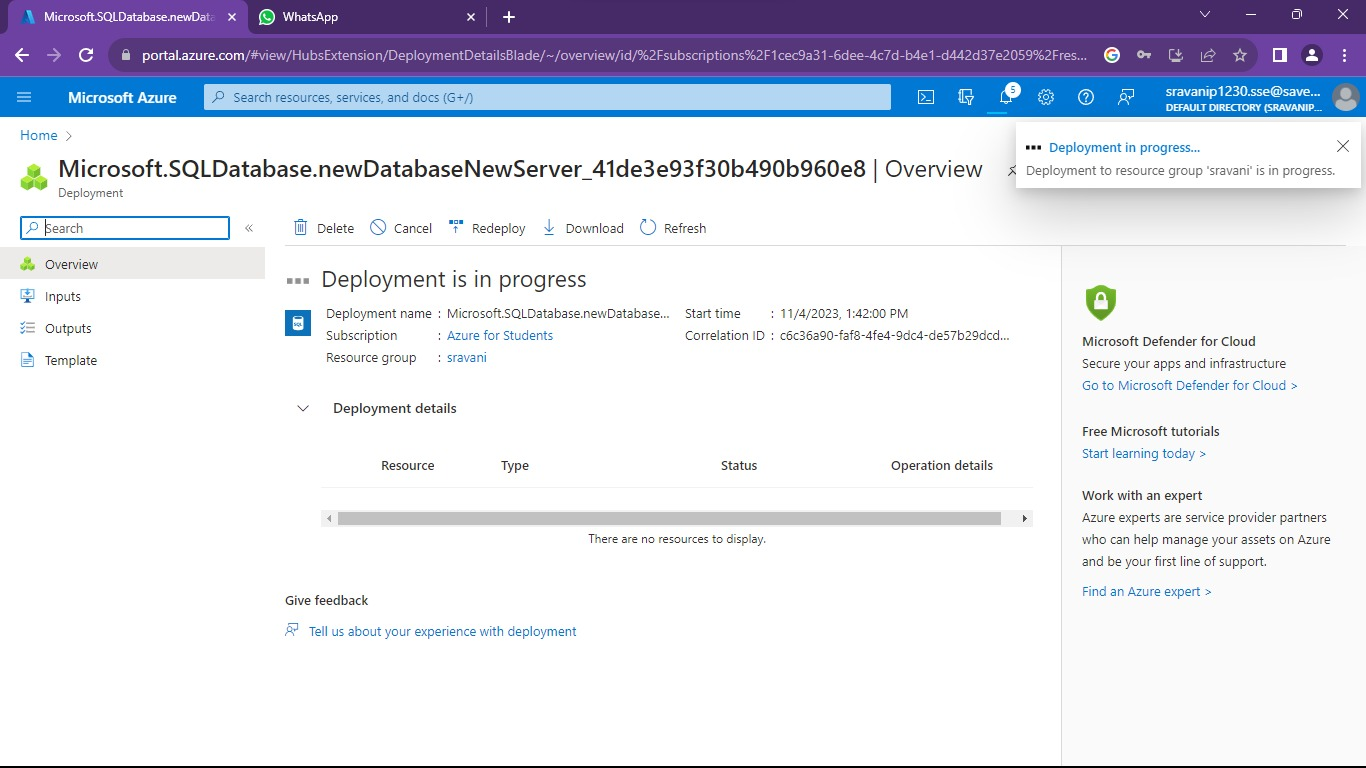 Microsoft.SQLDatabase.newData
WhatsApp
portal.azure.com/#view/HubsExtension/DeploymentDetailsBlade/~/overview/id/%2Fsubscriptions%2F1cec9a31-6dee-4c7d-b4e1-d442d37e2059%2Fres...
Microsoft Azure
Search resources, services, and docs (G+/)
5
sravanip1230.sse@save...
DEFAULT DIRECTORY (SRAVANIP...
Home
Deployment in progress...
Deployment to resource group 'sravani' is in progress.
Microsoft.SQLDatabase.newDatabaseNewServer_41de3e93f30b490b960e8 | Overview
Deployment
Search
«
Delete
Cancel
Redeploy
Download
Refresh
Overview
Inputs
Outputs
Template
Deployment is in progress
SQL
Deployment name : Microsoft.SQLDatabase.newDatabase...
Subscription : Azure for Students
Resource group : sravani
Start time : 11/4/2023, 1:42:00 PM
Correlation ID : c6c36a90-faf8-4fe4-9dc4-de57b29dcd...
Deployment details
Resource Type Status Operation details
There are no resources to display.
Give feedback
Tell us about your experience with deployment
Microsoft Defender for Cloud
Secure your apps and infrastructure
Go to Microsoft Defender for Cloud >
Free Microsoft tutorials
Start learning today >
Work with an expert
Azure experts are service provider partners
who can help manage your assets on Azure
and be your first line of support.
Find an Azure expert >